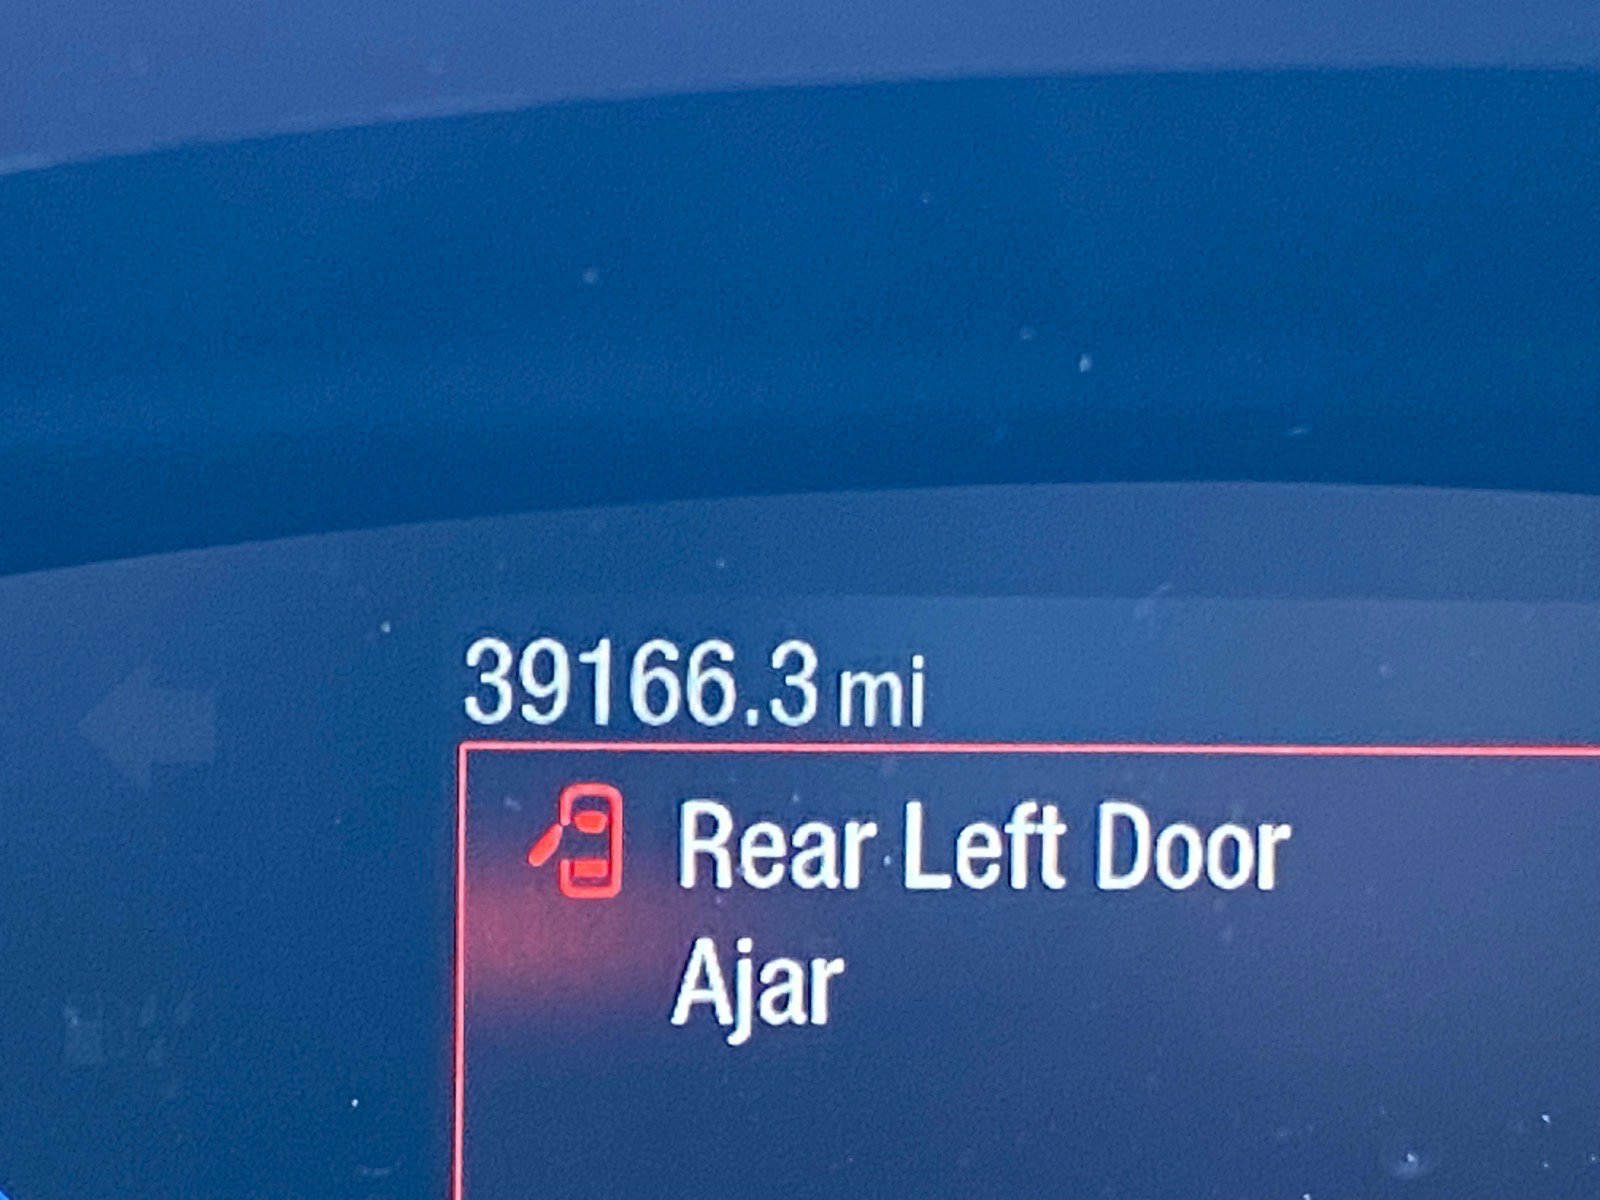 39166.3 mi
Rear Left Door
Ajar